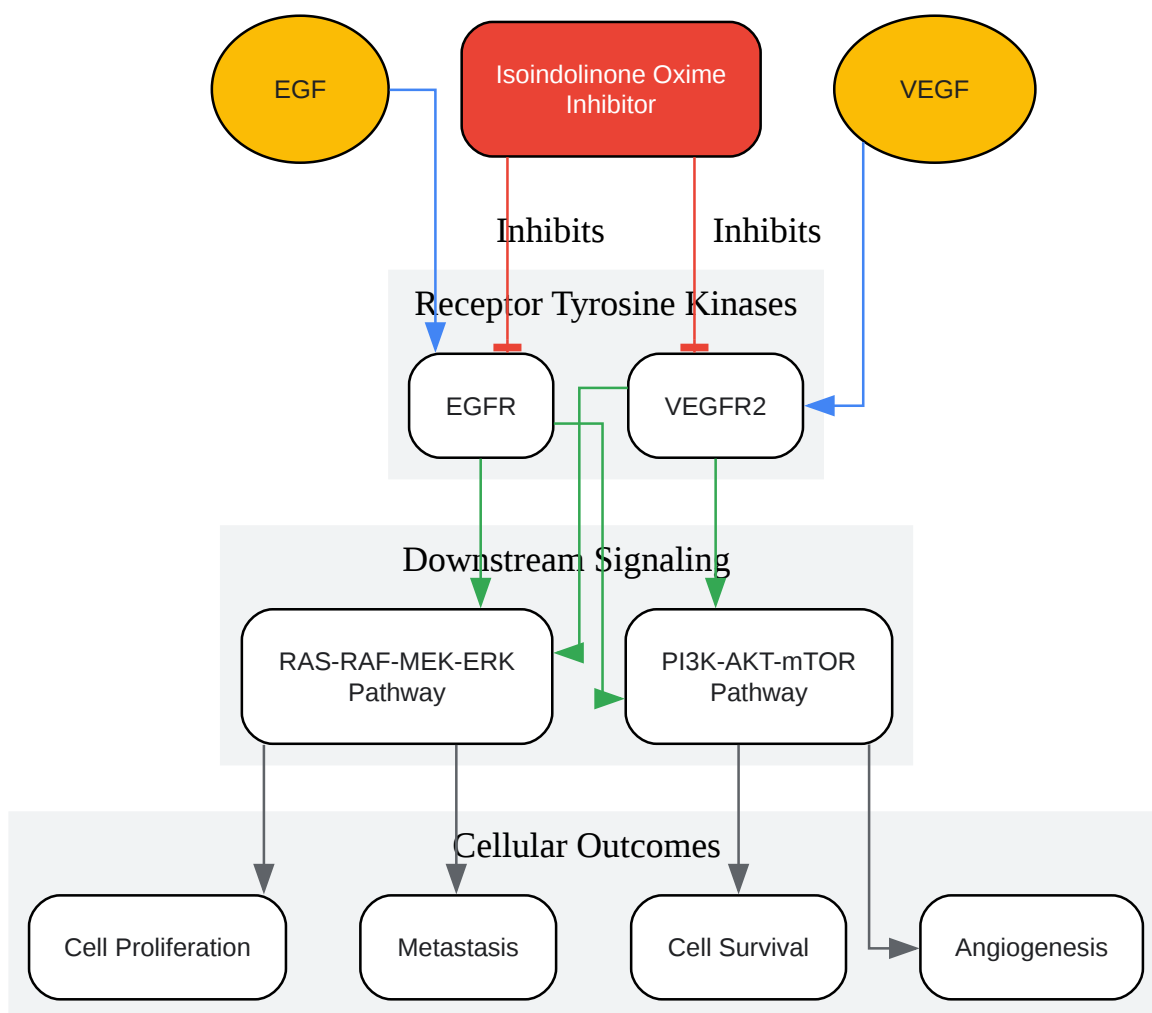 EGF
Isoindolinone Oxime
Inhibitor
VEGF
Inhibits
Inhibits
Receptor Tyrosine Kinases
EGFR
VEGFR2
Downstream Signaling
RAS-RAF-MEK-ERK
Pathway
PI3K-AKT-mTOR
Pathway
Cellular Outcomes
Cell Proliferation
Metastasis
Cell Survival
Angiogenesis